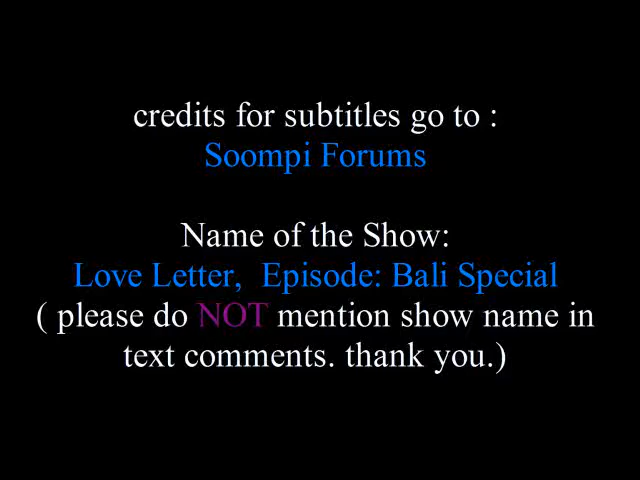 credits for subtitles go to :
Soompi Forums
Name of the Show:
Love Letter,  Episode: Bali Special
( please do NOT mention show name in
text comments. thank you.)